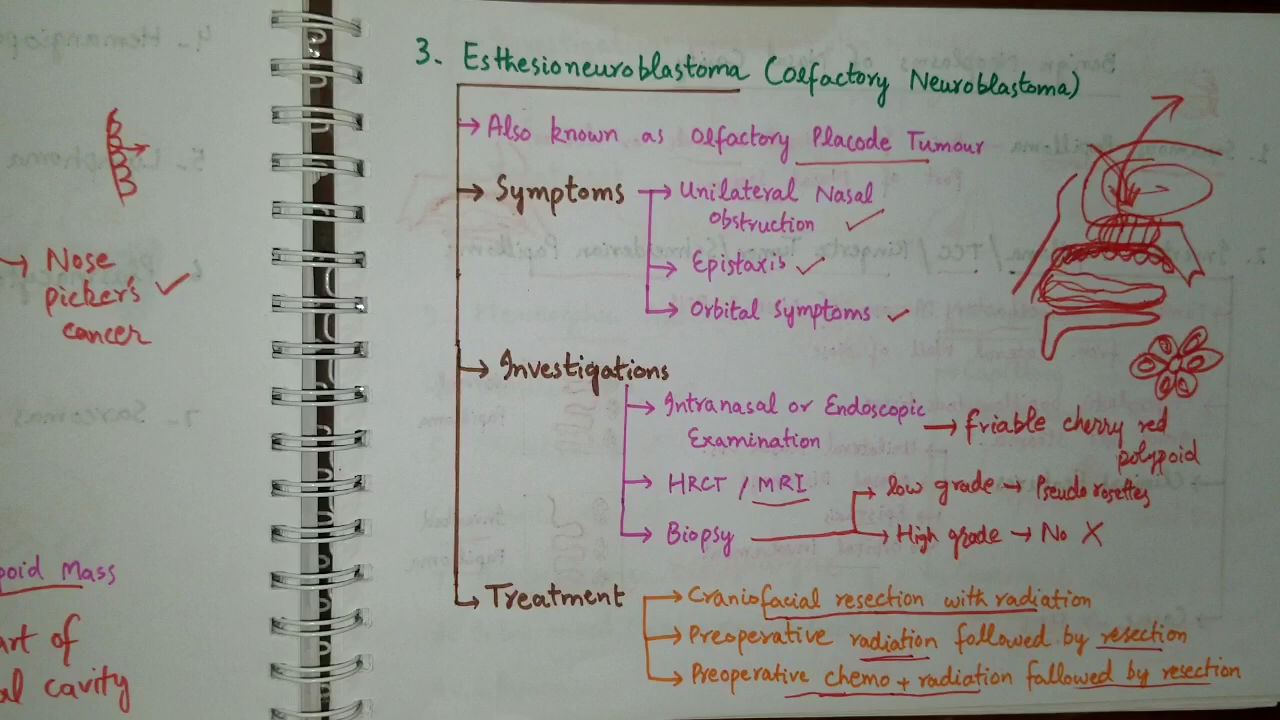 Nose
picker's
cancer
poid Mass
art of
al cavity
3. Esthesioneuroblastoma (Olfactory Neuroblastoma)
Also known as Olfactory Placode Tumour
Symptoms → Unilateral Nasal
Obstruction
→ Epistaxis
→ Orbital Symptoms
Investigations
→ Intranasal or Endoscopic → friable cherry red
Examination polypoid
→ HRCT / MRI → low grade → Pseudorosettes
→ Biopsy → High grade → No X
Treatment → Craniofacial resection with radiation
→ Preoperative radiation followed by resection
→ Preoperative chemo + radiation followed by resection